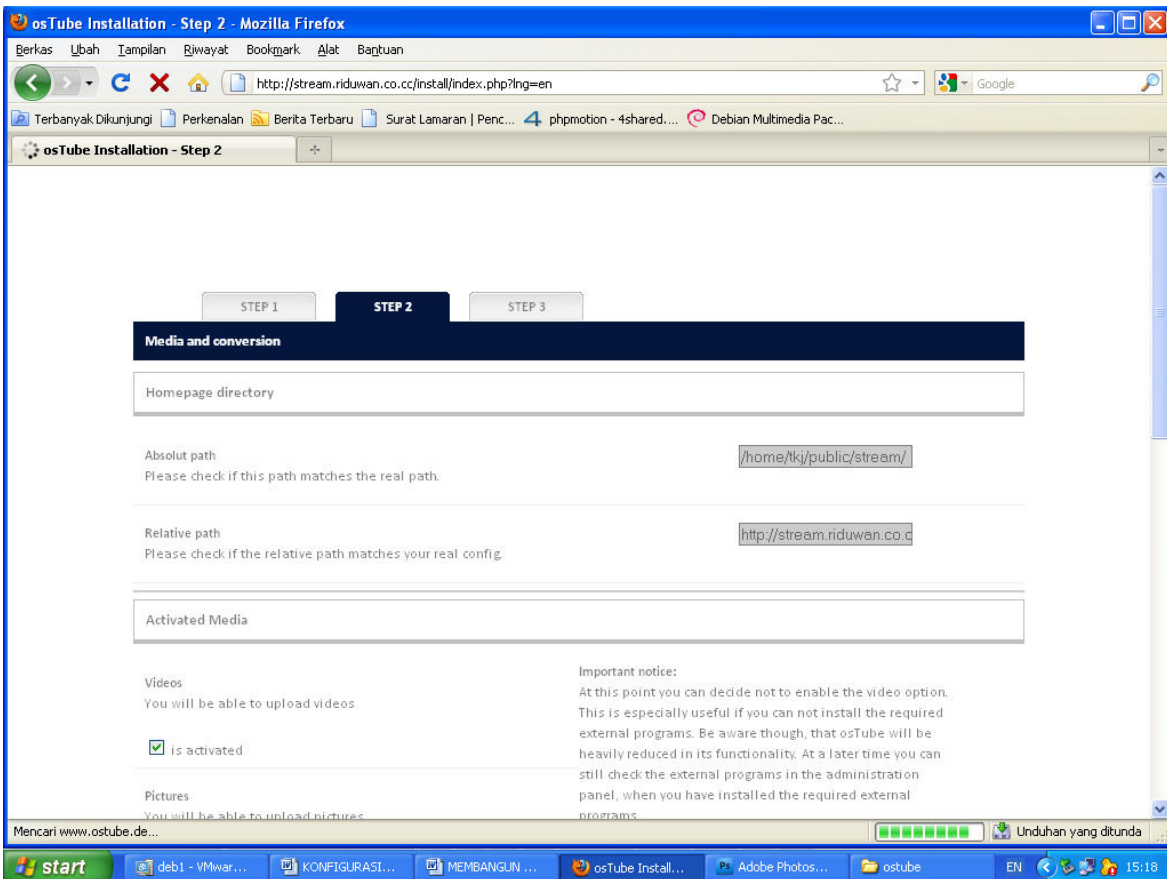 osTube Installation - Step 2 - Mozilla Firefox
Berkas Ubah Tampilan Riwayat Bookmark Alat Bantuan
http://stream.riduwan.co.cc/install/index.php?lng=en
Google
Terbanyak Dikunjungi Perkenalan Berita Terbaru Surat Lamaran | Penc... phpmotion - 4shared.... Debian Multimedia Pac...
osTube Installation - Step 2
STEP 1 STEP 2 STEP 3
Media and conversion
Homepage directory
Absolut path
/home/tkj/public/stream/
Please check if this path matches the real path.
Relative path
http://stream.riduwan.co.c
Please check if the relative path matches your real config.
Activated Media
Videos
You will be able to upload videos
is activated
Important notice:
At this point you can decide not to enable the video option.
This is especially useful if you can not install the required
external programs. Be aware though, that osTube will be
heavily reduced in its functionality. At a later time you can
still check the external programs in the administration
panel, when you have installed the required external
programs
Pictures
You will be able to upload pictures
Mencari www.ostube.de...
Unduhan yang ditunda
start deb1 - VMwar... KONFIGURASI... MEMBANGUN ... osTube Install... Adobe Photos... ostube EN 15:18